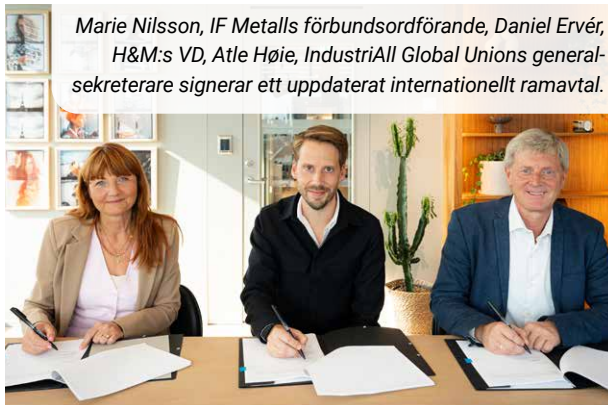 Marie Nilsson, IF Metalls förbundsordförande, Daniel Ervér,
H&M:s VD, Atle Høie, IndustriAll Global Unions general-
sekreterare signerar ett uppdaterat internationellt ramavtal.